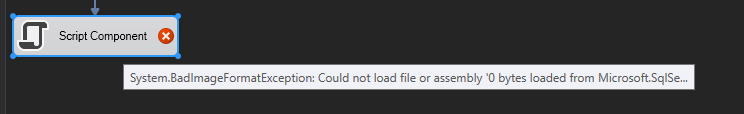 Script Component
System.BadImageFormatException: Could not load file or assembly '0 bytes loaded from Microsoft.SqlSe...